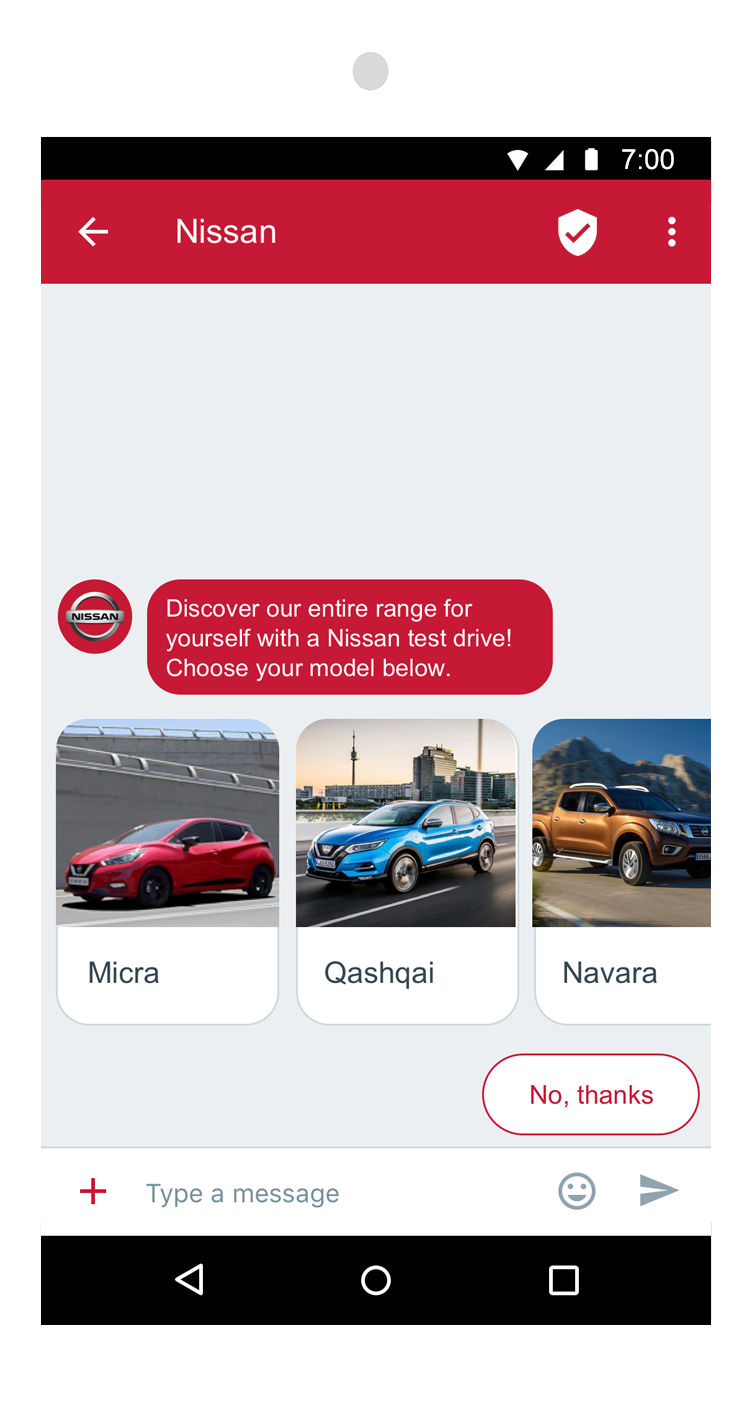 7:00
Nissan
NISSAN
Discover our entire range for
yourself with a Nissan test drive!
Choose your model below.
Micra
Qashqai
Navara
No, thanks
Type a message